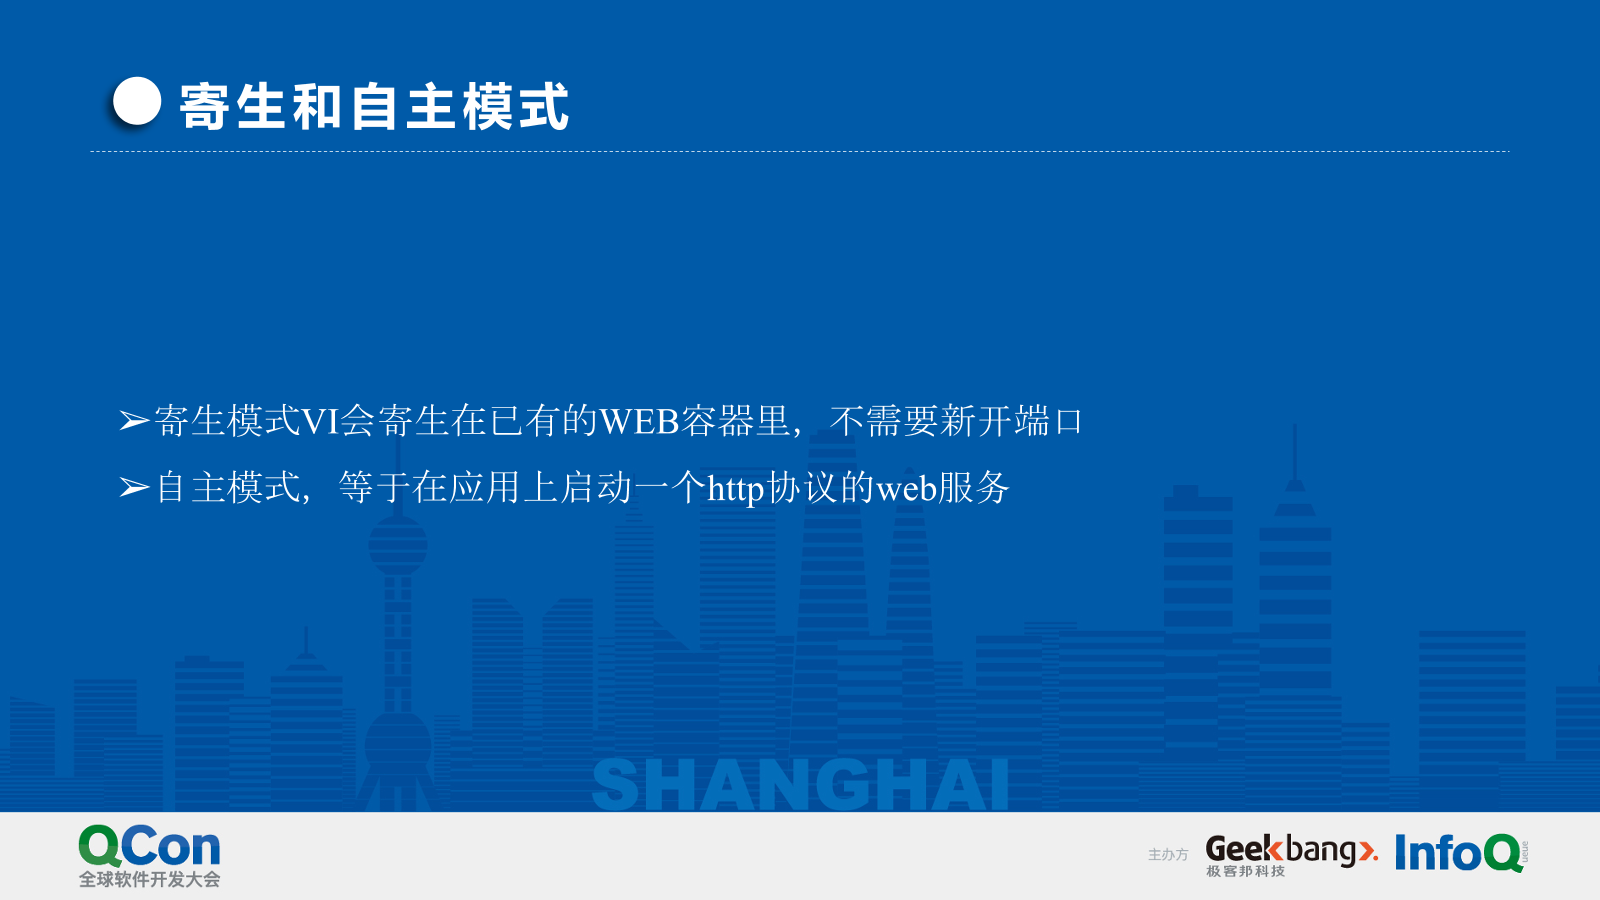 寄生和自主模式
➢寄生模式VI会寄生在已有的WEB容器里，不需要新开端口
➢自主模式，等于在应用上启动一个http协议的web服务
SHANGHAI
QCon
全球软件开发大会
主办方
Geekbang>.
极客邦科技
InfoQ
ueue